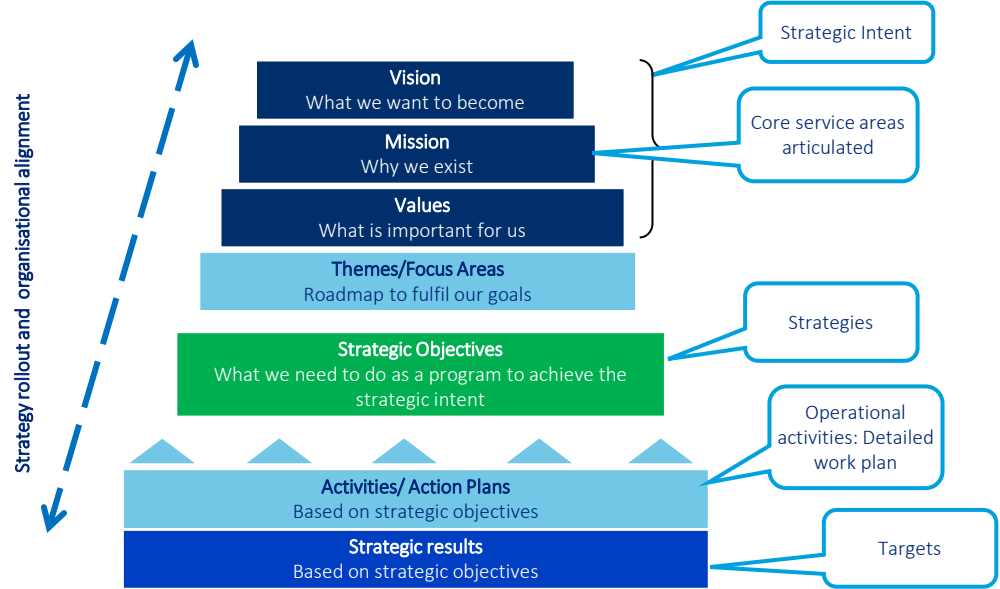 Strategic Intent
Vision
What we want to become
Core service areas
articulated
Mission
Why we exist
Values
What is important for us
Themes/Focus Areas
Roadmap to fulfil our goals
Strategies
Strategic Objectives
What we need to do as a program to achieve the
strategic intent
Operational
activities: Detailed
work plan
Activities/ Action Plans
Based on strategic objectives
Strategic results
Based on strategic objectives
Targets
Strategy rollout and organisational alignment